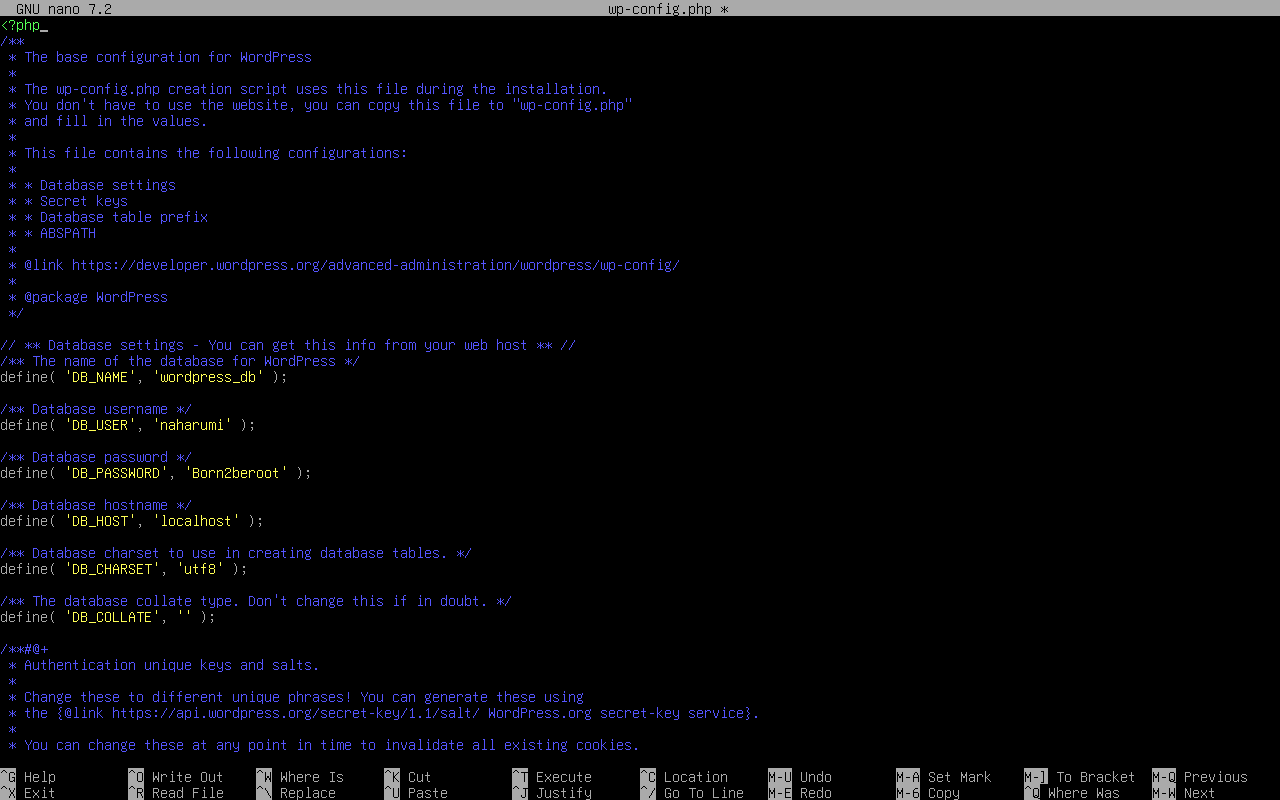 GNU nano 7.2 wp-config.php *
<?php
/**
 * The base configuration for WordPress
 *
 * The wp-config.php creation script uses this file during the installation.
 * You don't have to use the website, you can copy this file to "wp-config.php"
 * and fill in the values.
 *
 * This file contains the following configurations:
 *
 * * Database settings
 * * Secret keys
 * * Database table prefix
 * * ABSPATH
 *
 * @link https://developer.wordpress.org/advanced-administration/wordpress/wp-config/
 *
 * @package WordPress
 */

// ** Database settings - You can get this info from your web host ** //
/** The name of the database for WordPress */
define( 'DB_NAME', 'wordpress_db' );

/** Database username */
define( 'DB_USER', 'naharumi' );

/** Database password */
define( 'DB_PASSWORD', 'Born2beroot' );

/** Database hostname */
define( 'DB_HOST', 'localhost' );

/** Database charset to use in creating database tables. */
define( 'DB_CHARSET', 'utf8' );

/** The database collate type. Don't change this if in doubt. */
define( 'DB_COLLATE', '' );

/**#@+
 * Authentication unique keys and salts.
 *
 * Change these to different unique phrases! You can generate these using
 * the {@link https://api.wordpress.org/secret-key/1.1/salt/ WordPress.org secret-key service}.
 *
 * You can change these at any point in time to invalidate all existing cookies.

^G Help ^O Write Out ^W Where Is ^K Cut ^T Execute ^C Location M-U Undo M-A Set Mark M-] To Bracket M-Q Previous
^X Exit ^R Read File ^\ Replace ^U Paste ^J Justify ^/ Go To Line M-E Redo M-6 Copy ^Q Where Was M-W Next